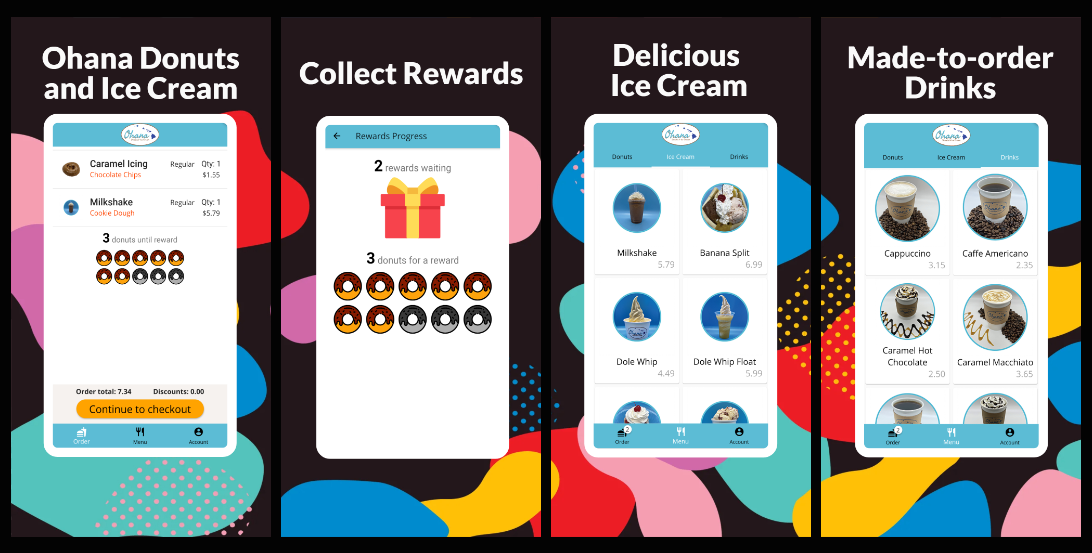 Ohana Donuts
and Ice Cream
Ohana
Caramel Icing Regular Qty: 1
Chocolate Chips $1.55
Milkshake Regular Qty: 1
Cookie Dough $5.79
3 donuts until reward
Order total: 7.34 Discounts: 0.00
Continue to checkout
Order Menu Account
Collect Rewards
Rewards Progress
2 rewards waiting
3 donuts for a reward
Delicious
Ice Cream
Ohana
Donuts Ice Cream Drinks
Milkshake Banana Split
5.79 6.99
Dole Whip Dole Whip Float
4.49 5.99
2
Order Menu Account
Made-to-order
Drinks
Ohana
Donuts Ice Cream Drinks
Cappuccino Caffe Americano
3.15 2.35
Caramel Hot
Chocolate Caramel Macchiato
2.50 3.65
2
Order Menu Account